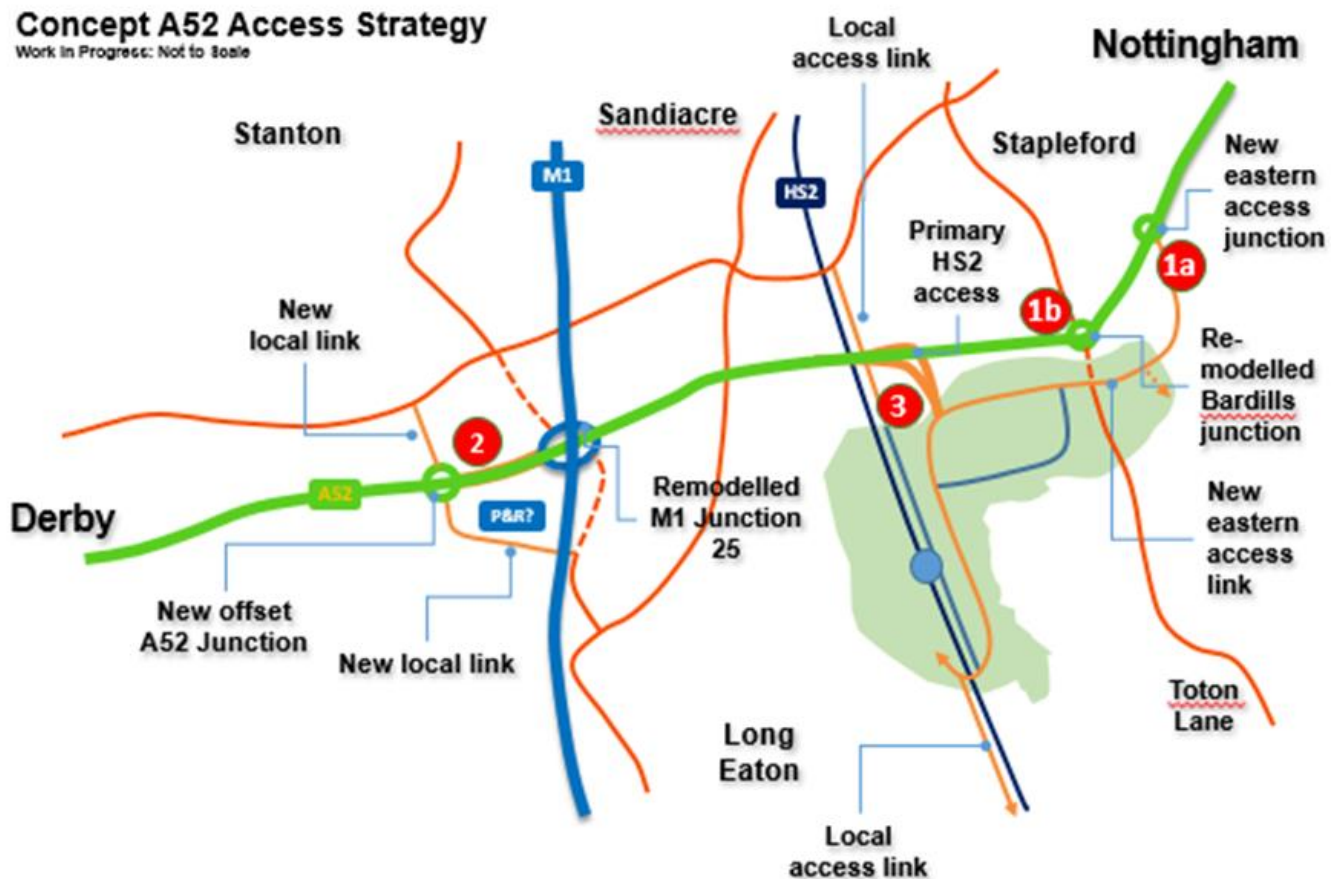 Concept A52 Access Strategy
Work In Progress: Not to Scale
Local
access link
Nottingham
Stanton
Sandiacre
Stapleford
New
eastern
access
junction
M1
HS2
Primary
HS2
access
1a
1b
New
local link
Re-
modelled
Bardills
junction
3
2
A52
Derby
P&R?
Remodelled
M1 Junction
25
New
eastern
access
link
New offset
A52 Junction
New local link
Toton
Lane
Long
Eaton
Local
access link